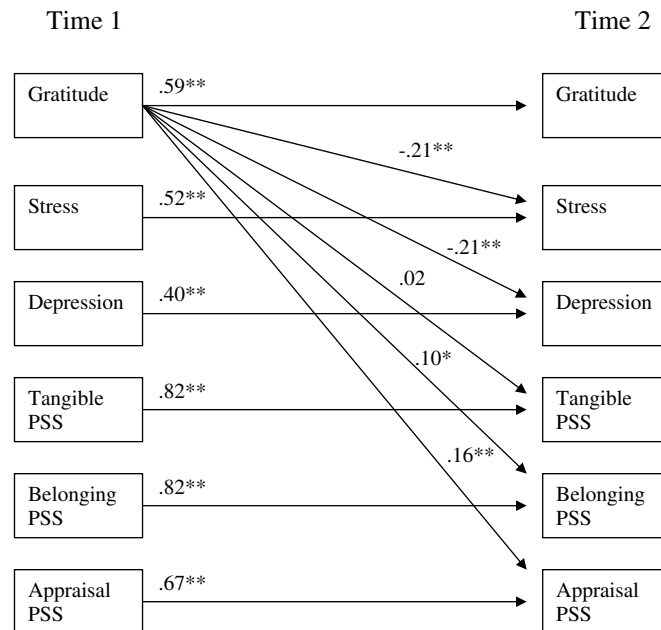 Time 1 Time 2
Gratitude .59** Gratitude
-.21**
Stress .52** Stress
-.21**
.02
Depression .40** Depression
.10*
Tangible
PSS .82** Tangible
PSS
.16**
Belonging
PSS .82** Belonging
PSS
Appraisal
PSS .67** Appraisal
PSS